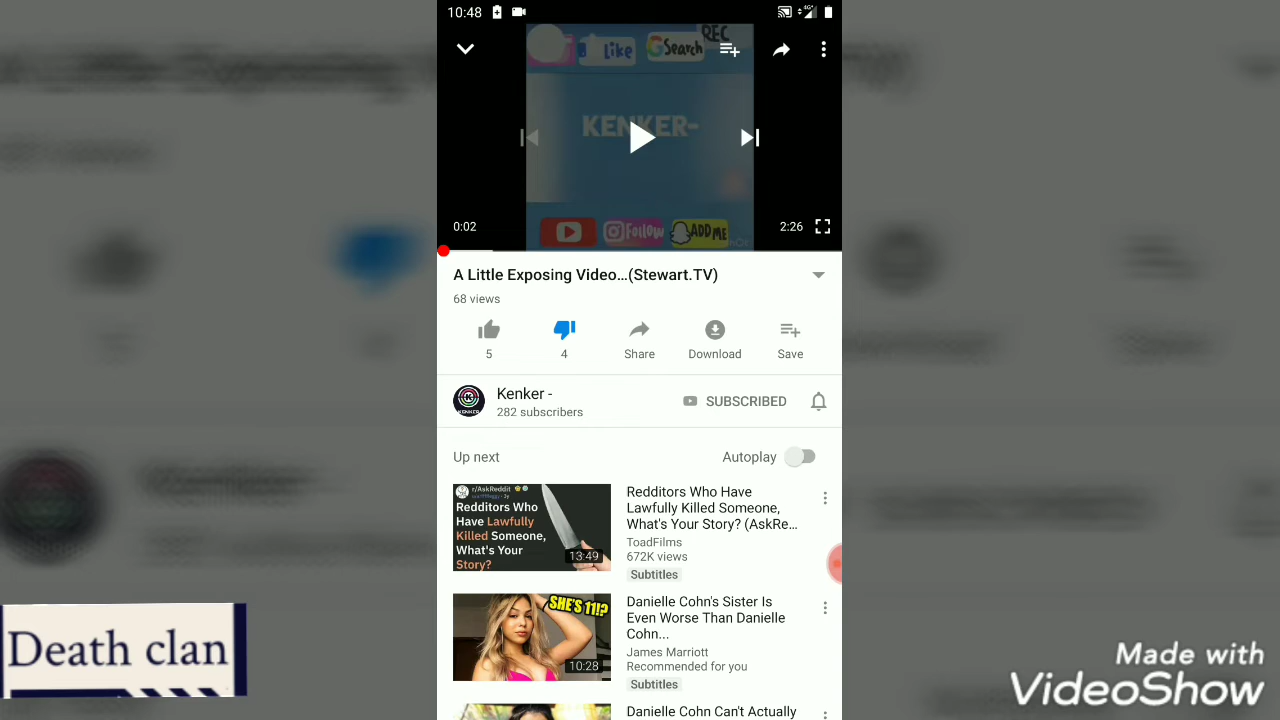 10:48
4G
REC
Like
Search
KENKER-
0:02
2:26
Follow
ADD ME
A Little Exposing Video...(Stewart.TV)
68 views
5
4
Share
Download
Save
Kenker -
282 subscribers
SUBSCRIBED
Up next
Autoplay
r/AskReddit
Redditors Who
Have Lawfully
Killed Someone,
What's Your
Story?
13:49
Redditors Who Have
Lawfully Killed Someone,
What's Your Story? (AskRe...
ToadFilms
672K views
Subtitles
SHE'S 11!?
10:28
Danielle Cohn's Sister Is
Even Worse Than Danielle
Cohn...
James Marriott
Recommended for you
Subtitles
Danielle Cohn Can't Actually
Death clan
Made with
VideoShow